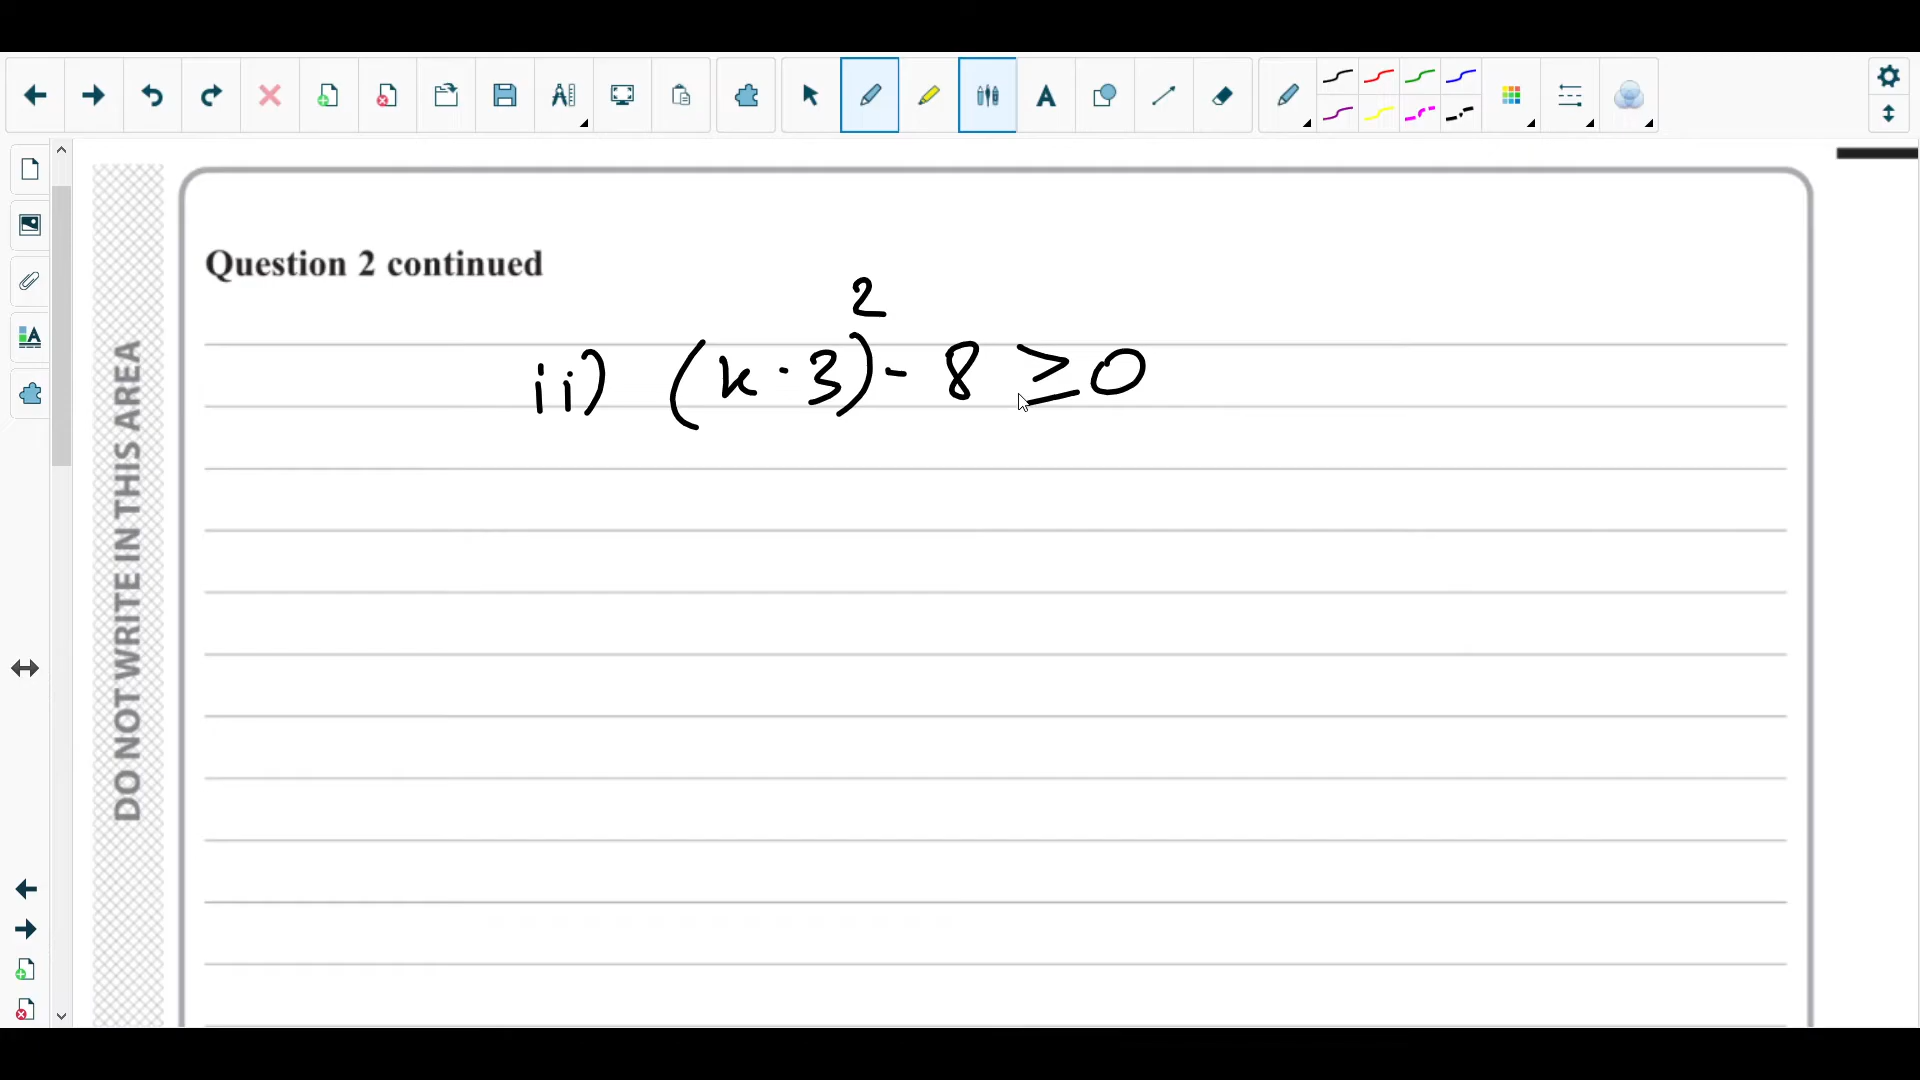 Question 2 continued
ii) (k - 3)² - 8 ≥ 0
DO NOT WRITE IN THIS AREA